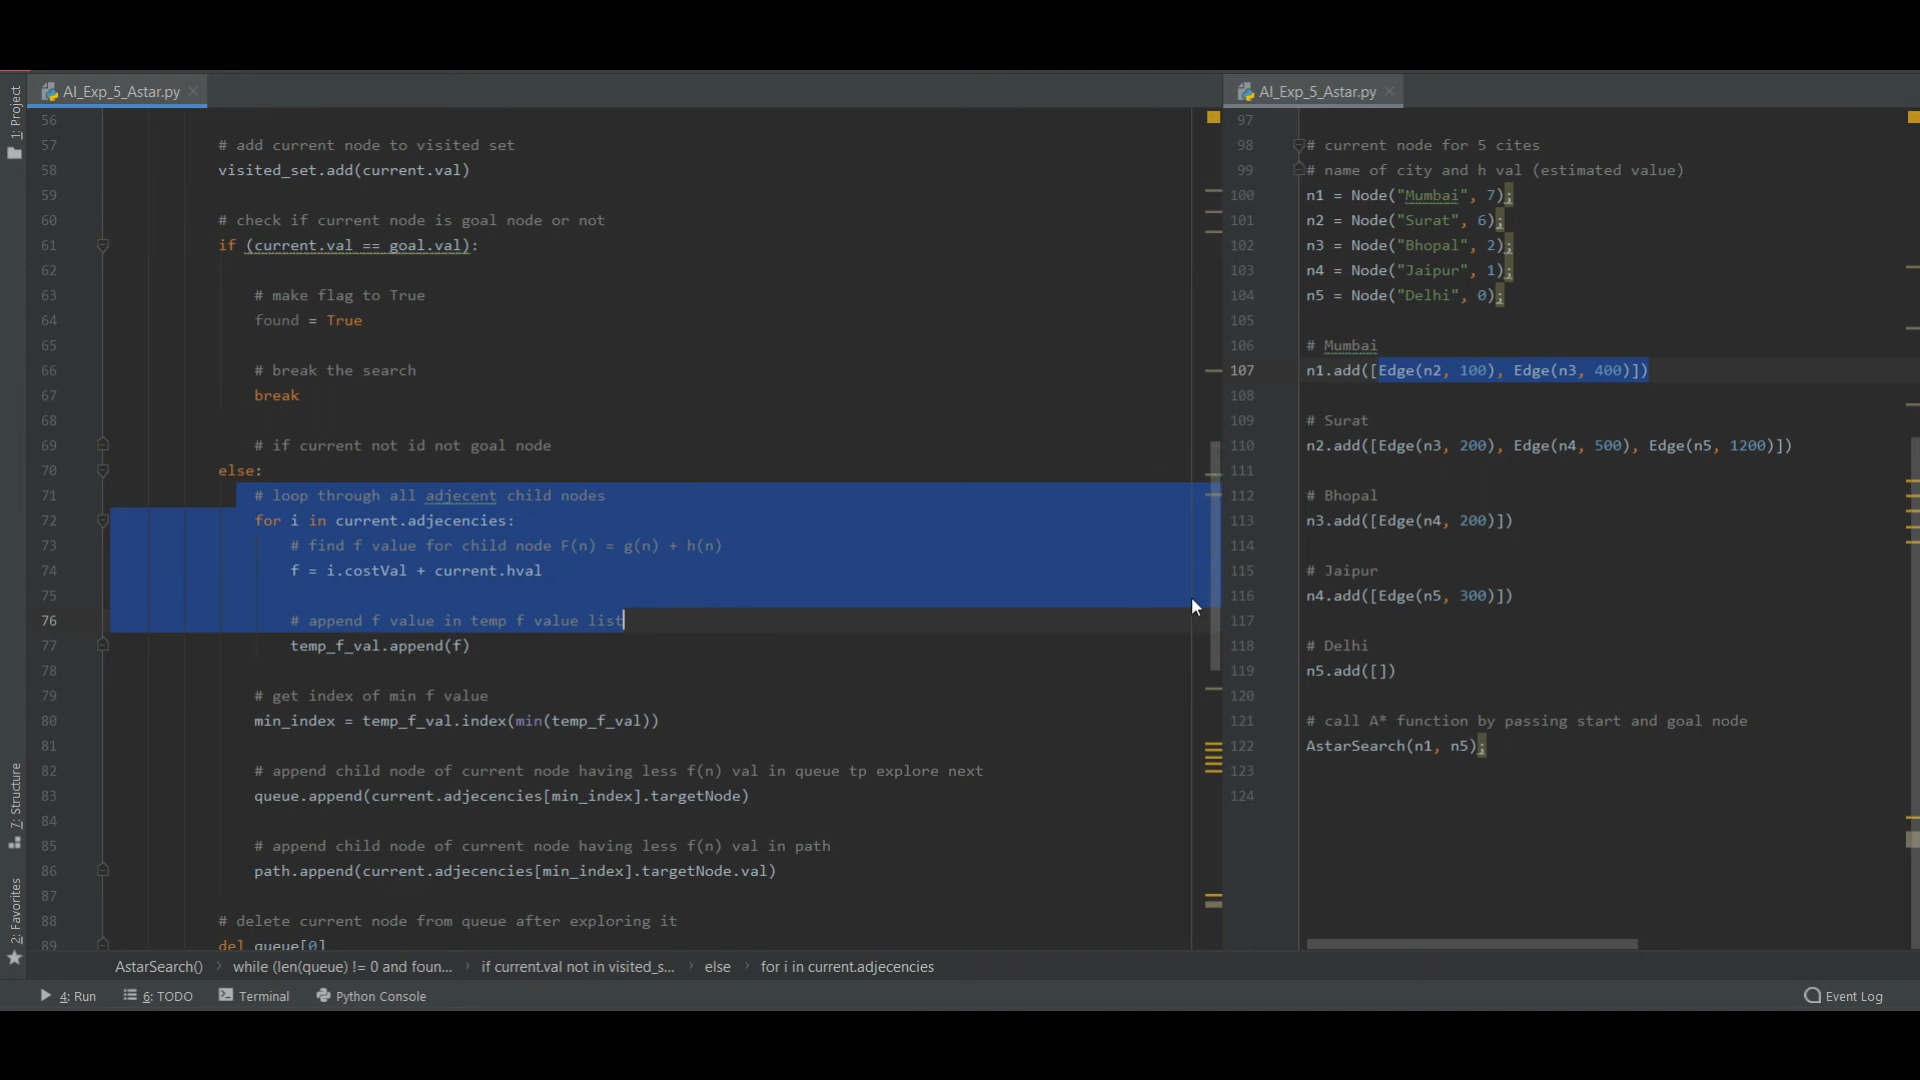 AI_Exp_5_Astar.py
1: Project
56
57 # add current node to visited set
58 visited_set.add(current.val)
59
60 # check if current node is goal node or not
61 if (current.val == goal.val):
62
63 # make flag to True
64 found = True
65
66 # break the search
67 break
68
69 # if current not id not goal node
70 else:
71 # loop through all adjecent child nodes
72 for i in current.adjecencies:
73 # find f value for child node F(n) = g(n) + h(n)
74 f = i.costVal + current.hval
75
76 # append f value in temp f value list
77 temp_f_val.append(f)
78
79 # get index of min f value
80 min_index = temp_f_val.index(min(temp_f_val))
81
82 # append child node of current node having less f(n) val in queue tp explore next
83 queue.append(current.adjecencies[min_index].targetNode)
84
85 # append child node of current node having less f(n) val in path
86 path.append(current.adjecencies[min_index].targetNode.val)
87
88 # delete current node from queue after exploring it
89 del queue[0]
7: Structure
2: Favorites
AI_Exp_5_Astar.py
97
98 # current node for 5 cites
99 # name of city and h val (estimated value)
100 n1 = Node("Mumbai", 7);
101 n2 = Node("Surat", 6);
102 n3 = Node("Bhopal", 2);
103 n4 = Node("Jaipur", 1);
104 n5 = Node("Delhi", 0);
105
106 # Mumbai
107 n1.add([Edge(n2, 100), Edge(n3, 400)])
108
109 # Surat
110 n2.add([Edge(n3, 200), Edge(n4, 500), Edge(n5, 1200)])
111
112 # Bhopal
113 n3.add([Edge(n4, 200)])
114
115 # Jaipur
116 n4.add([Edge(n5, 300)])
117
118 # Delhi
119 n5.add([])
120
121 # call A* function by passing start and goal node
122 AstarSearch(n1, n5);
123
124
AstarSearch() › while (len(queue) != 0 and foun... › if current.val not in visited_s... › else › for i in current.adjecencies
4: Run 6: TODO Terminal Python Console Event Log